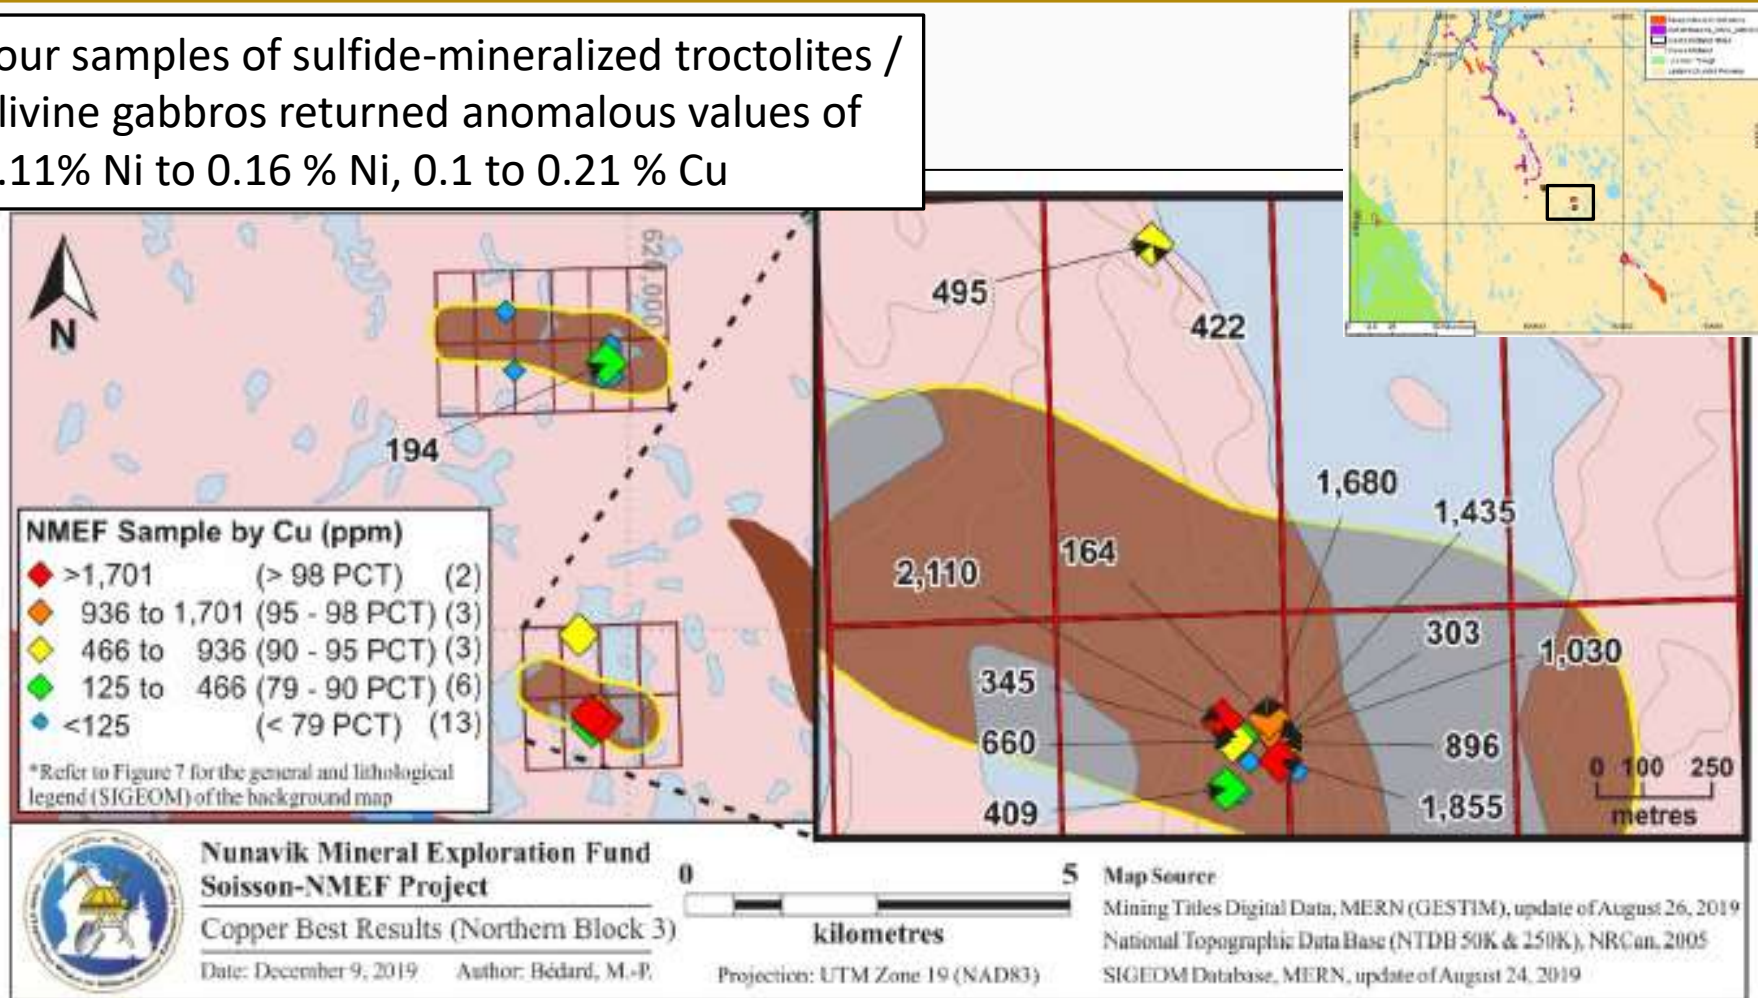 our samples of sulfide-mineralized troctolites /
livine gabbros returned anomalous values of
.11% Ni to 0.16 % Ni, 0.1 to 0.21 % Cu
N
620,000
194
495
422
1,680
1,435
2,110
164
303
1,030
345
660
896
409
1,855
0 100 250
metres
NMEF Sample by Cu (ppm)
>1,701 (> 98 PCT) (2)
936 to 1,701 (95 - 98 PCT) (3)
466 to 936 (90 - 95 PCT) (3)
125 to 466 (79 - 90 PCT) (6)
<125 (< 79 PCT) (13)
*Refer to Figure 7 for the general and lithological
legend (SIGEOM) of the background map
Nunavik Mineral Exploration Fund
Soisson-NMEF Project
Copper Best Results (Northern Block 3)
Date: December 9, 2019 Author: Bédard, M.-P.
0 5
kilometres
Projection: UTM Zone 19 (NAD83)
Map Source
Mining Titles Digital Data, MERN (GESTIM), update of August 26, 2019
National Topographic Data Base (NTDB 50K & 250K), NRCan, 2005
SIGEOM Database, MERN, update of August 24, 2019